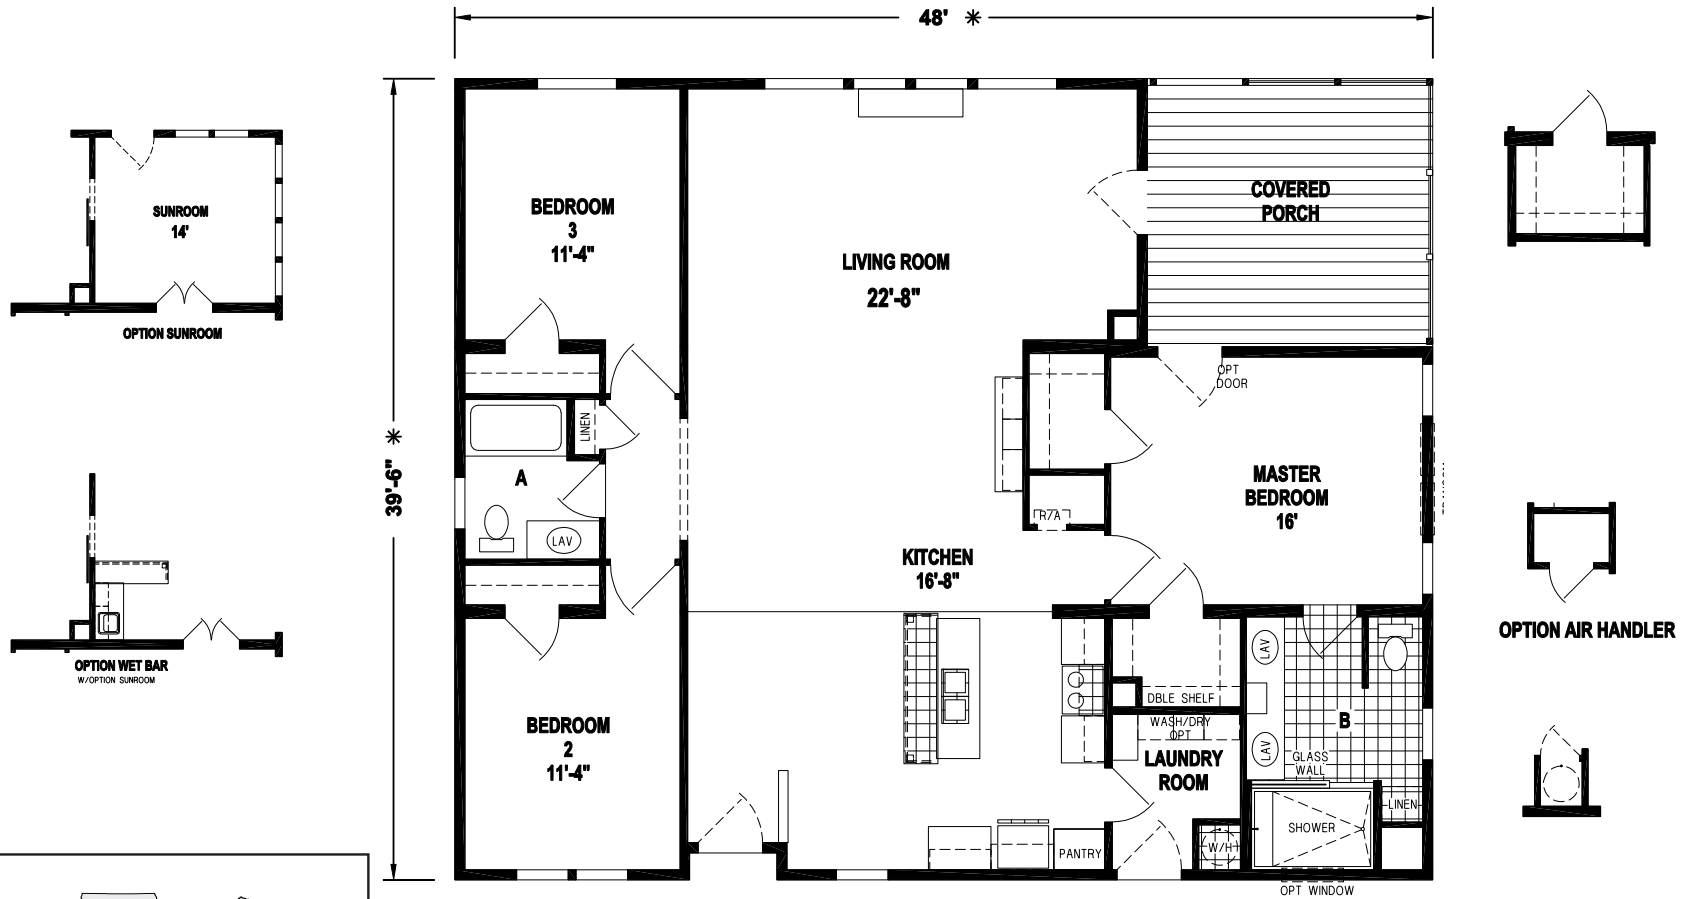 48' ✳
SUNROOM
14'
OPTION SUNROOM
39'-6" ✳
BEDROOM
3
11'-4"
LIVING ROOM
22'-8"
COVERED
PORCH
OPT
DOOR
LINEN
A
LAV
R/A
MASTER
BEDROOM
16'
KITCHEN
16'-8"
OPTION WET BAR
W/OPTION SUNROOM
OPTION AIR HANDLER
BEDROOM
2
11'-4"
DBLE SHELF
WASH/DRY
OPT
LAUNDRY
ROOM
LAV
LAV
B
GLASS
WALL
LINEN
SHOWER
W/H
PANTRY
OPT WINDOW